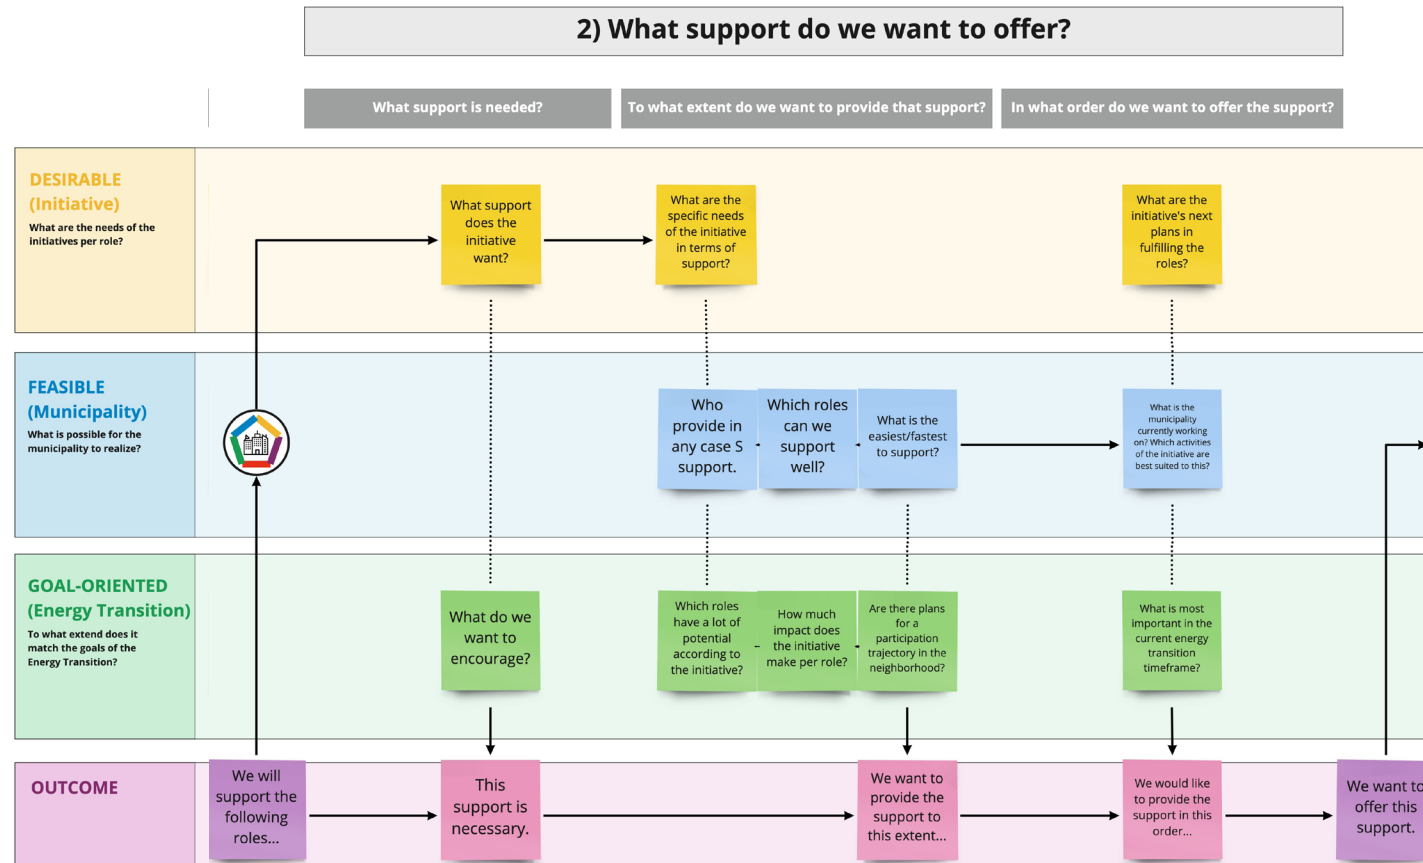 2) What support do we want to offer?
What support is needed?
To what extent do we want to provide that support?
In what order do we want to offer the support?
DESIRABLE
(Initiative)
What are the needs of the
initiatives per role?
What support
does the
initiative
want?
What are the
specific needs
of the initiative
in terms of
support?
What are the
initiative's next
plans in
fulfilling the
roles?
FEASIBLE
(Municipality)
What is possible for the
municipality to realize?
Who
provide in
any case S
support.
Which roles
can we
support
well?
What is the
easiest/fastest
to support?
What is the
municipality
currently working
on? Which activities
of the initiative are
best suited to this?
GOAL-ORIENTED
(Energy Transition)
To what extend does it
match the goals of the
Energy Transition?
What do we
want to
encourage?
Which roles
have a lot of
potential
according to
the initiative?
How much
impact does
the initiative
make per role?
Are there plans
for a
participation
trajectory in the
neighborhood?
What is most
important in the
current energy
transition
timeframe?
OUTCOME
We will
support the
following
roles...
This
support is
necessary.
We want to
provide the
support to
this extent...
We would like
to provide the
support in this
order...
We want to
offer this
support.